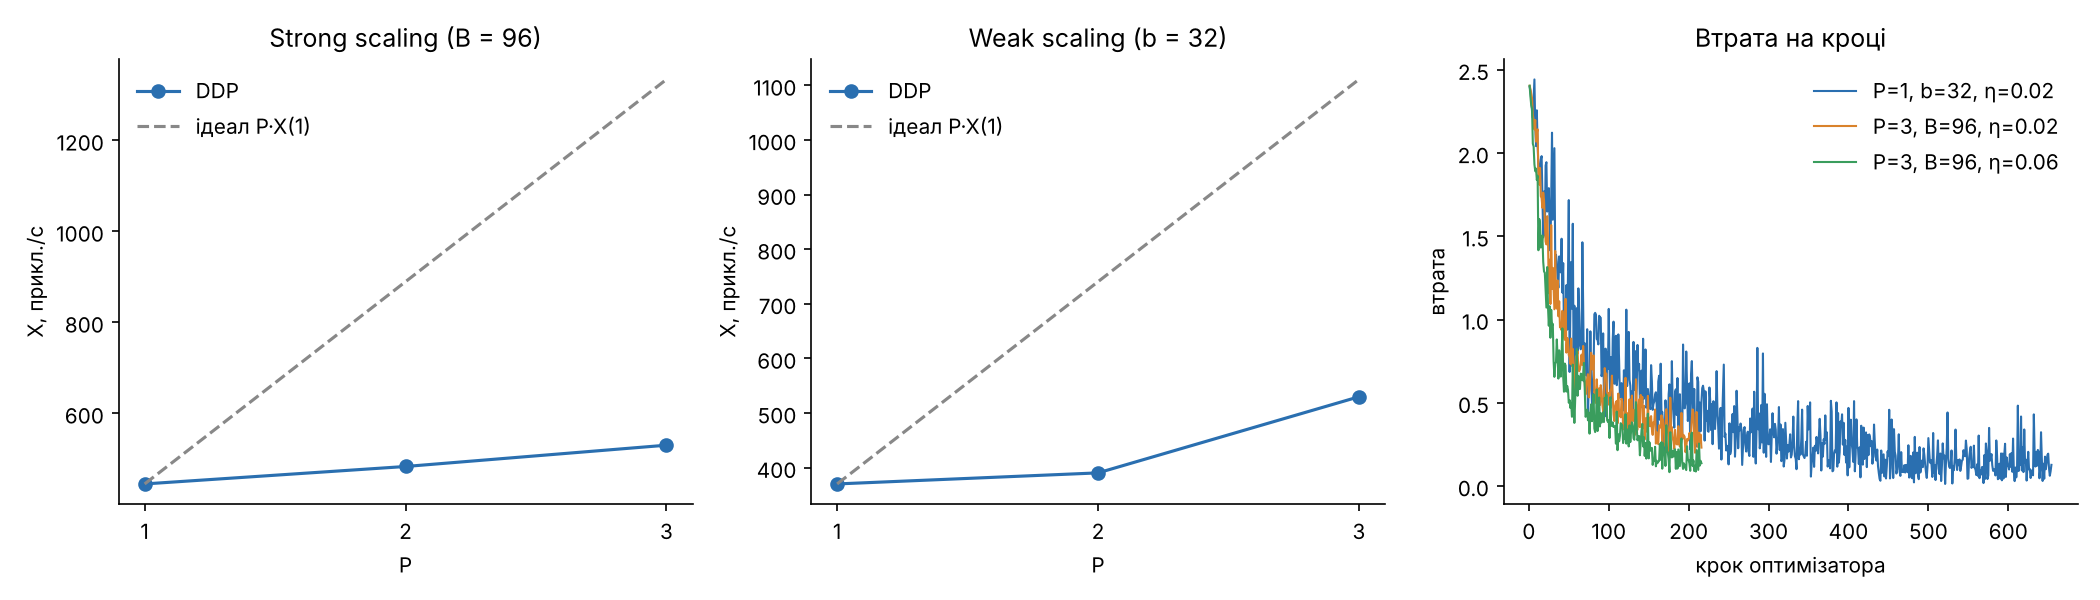 Strong scaling (B = 96)
DDP
ідеал P·X(1)
X, прикл./с
1200
1000
800
600
1
2
3
P
Weak scaling (b = 32)
DDP
ідеал P·X(1)
X, прикл./с
1100
1000
900
800
700
600
500
400
1
2
3
P
Втрата на кроці
P=1, b=32, η=0.02
P=3, B=96, η=0.02
P=3, B=96, η=0.06
втрата
2.5
2.0
1.5
1.0
0.5
0.0
0
100
200
300
400
500
600
крок оптимізатора